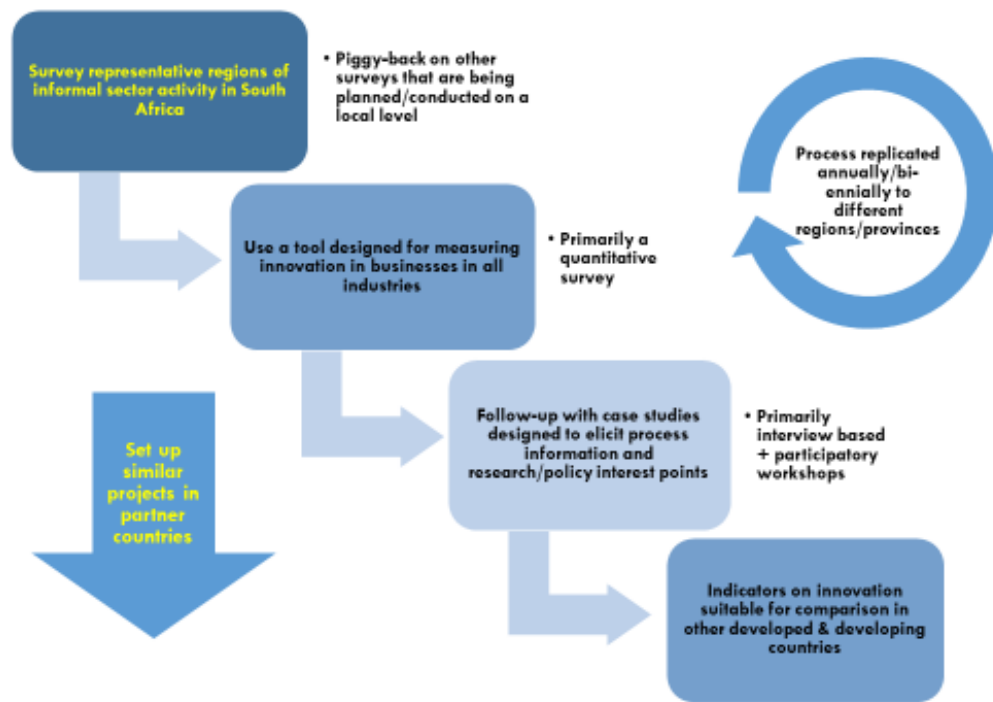 Survey representative regions of
informal sector activity in South
Africa
• Piggy-back on other
surveys that are being
planned/conducted on a
local level
Process replicated
annually/bi-
ennially to
different
regions/provinces
Use a tool designed for measuring
innovation in businesses in all
industries
• Primarily a
quantitative
survey
Follow-up with case studies
designed to elicit process
information and
research/policy interest points
• Primarily
interview based
+ participatory
workshops
Set up
similar
projects in
partner
countries
Indicators on innovation
suitable for comparison in
other developed & developing
countries